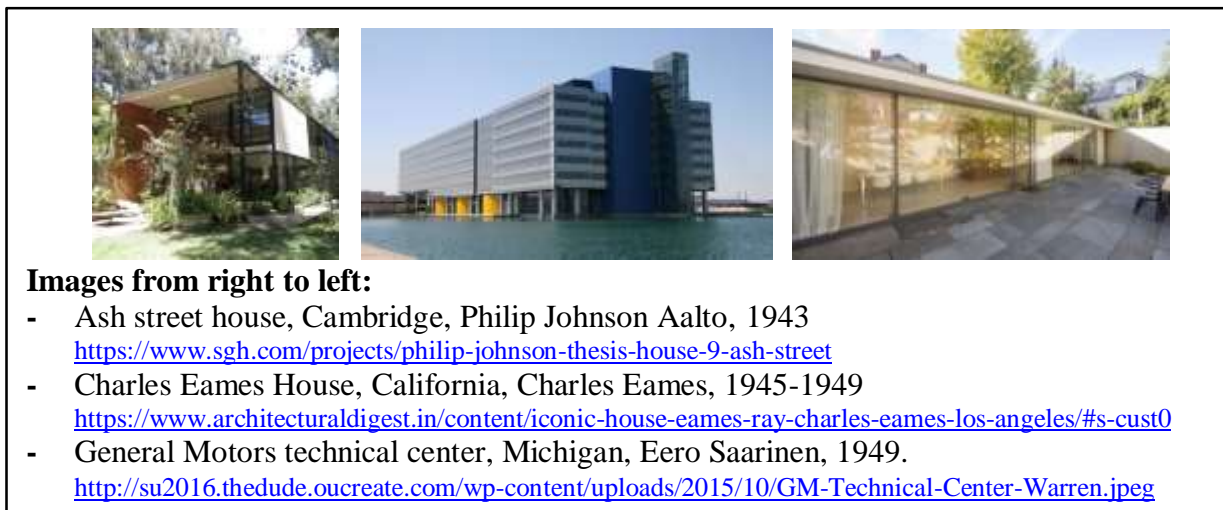 Images from right to left:
- Ash street house, Cambridge, Philip Johnson Aalto, 1943
https://www.sgh.com/projects/philip-johnson-thesis-house-9-ash-street
- Charles Eames House, California, Charles Eames, 1945-1949
https://www.architecturaldigest.in/content/iconic-house-eames-ray-charles-eames-los-angeles/#s-cust0
- General Motors technical center, Michigan, Eero Saarinen, 1949.
http://su2016.thedude.oucreate.com/wp-content/uploads/2015/10/GM-Technical-Center-Warren.jpeg